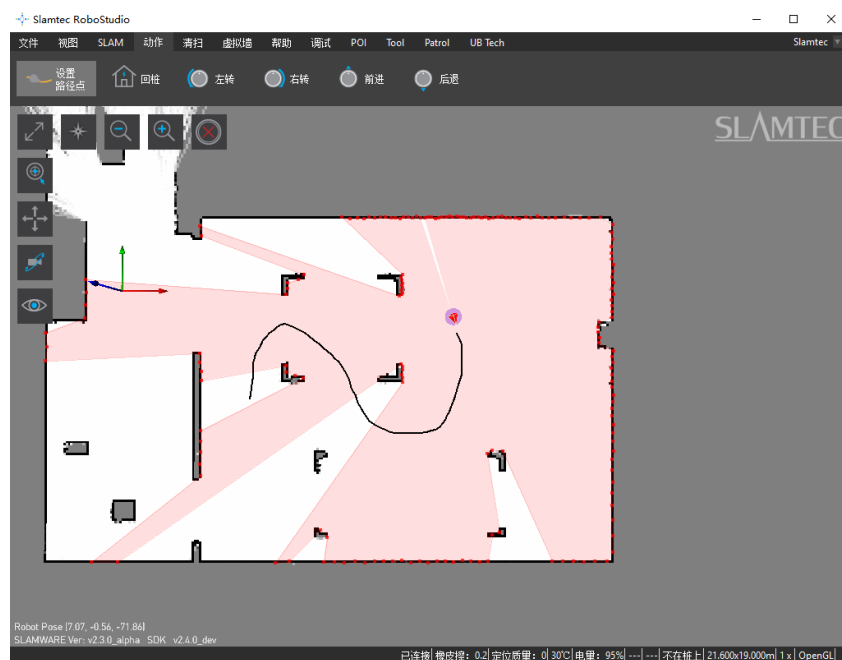 Slamtec RoboStudio
文件 视图 SLAM 动作 清扫 虚拟墙 帮助 调试 POI Tool Patrol UB Tech Slamtec
设置
路径点
回桩 左转 右转 前进 后退
SLAMTEC
Robot Pose [7.07, -0.56, -71.86]
SLAMWARE Ver: v2.3.0_alpha SDK v2.4.0_dev
已连接| 橡皮擦: 0.2| 定位质量: 0| 30℃| 电量: 95%| ---| ---| 不在桩上| 21.600x19.000m| 1 x| OpenGL|